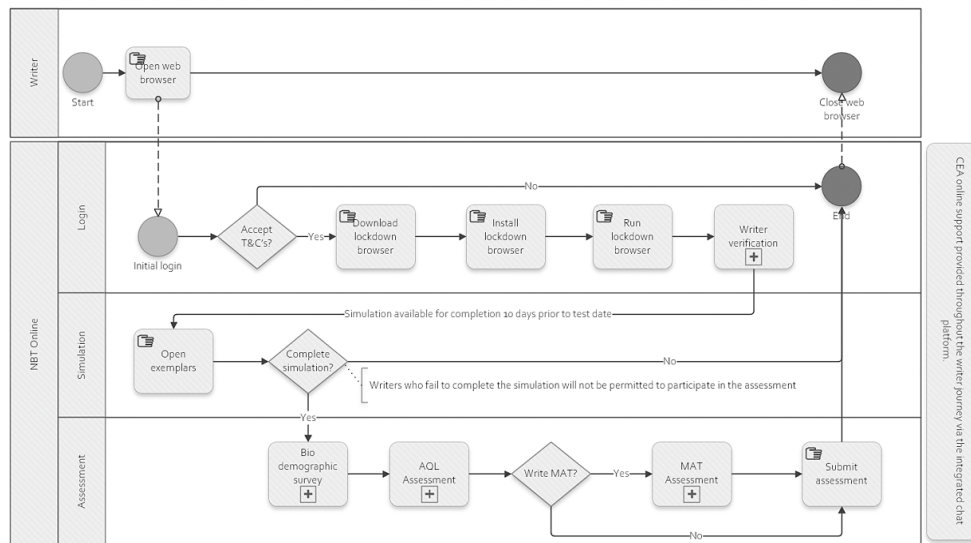 Writer
Start
Open web
browser
Close web
browser
NBT Online
Login
Initial login
Accept
T&C's?
No
Yes
Download
lockdown
browser
Install
lockdown
browser
Run
lockdown
browser
Writer
verification
End
Simulation
Simulation available for completion 10 days prior to test date
Open
exemplars
Complete
simulation?
No
Writers who fail to complete the simulation will not be permitted to participate in the assessment
Yes
Assessment
Bio
demographic
survey
AQL
Assessment
Write MAT?
Yes
MAT
Assessment
Submit
assessment
No
CEA online support provided throughout the writer journey via the integrated chat
platform.